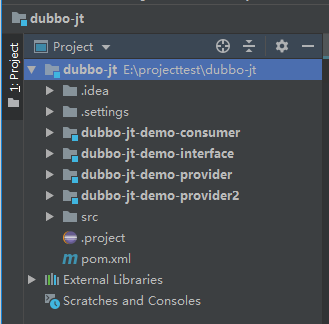 dubbo-jt
1: Project
Project
dubbo-jt E:\projecttest\dubbo-jt
.idea
.settings
dubbo-jt-demo-consumer
dubbo-jt-demo-interface
dubbo-jt-demo-provider
dubbo-jt-demo-provider2
src
.project
pom.xml
External Libraries
Scratches and Consoles